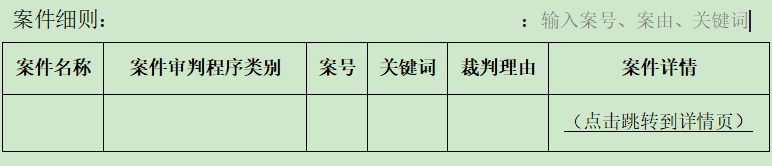 案件细则： ：输入案号、案由、关键词
案件名称 案件审判程序类别 案号 关键词 裁判理由 案件详情
（点击跳转到详情页）